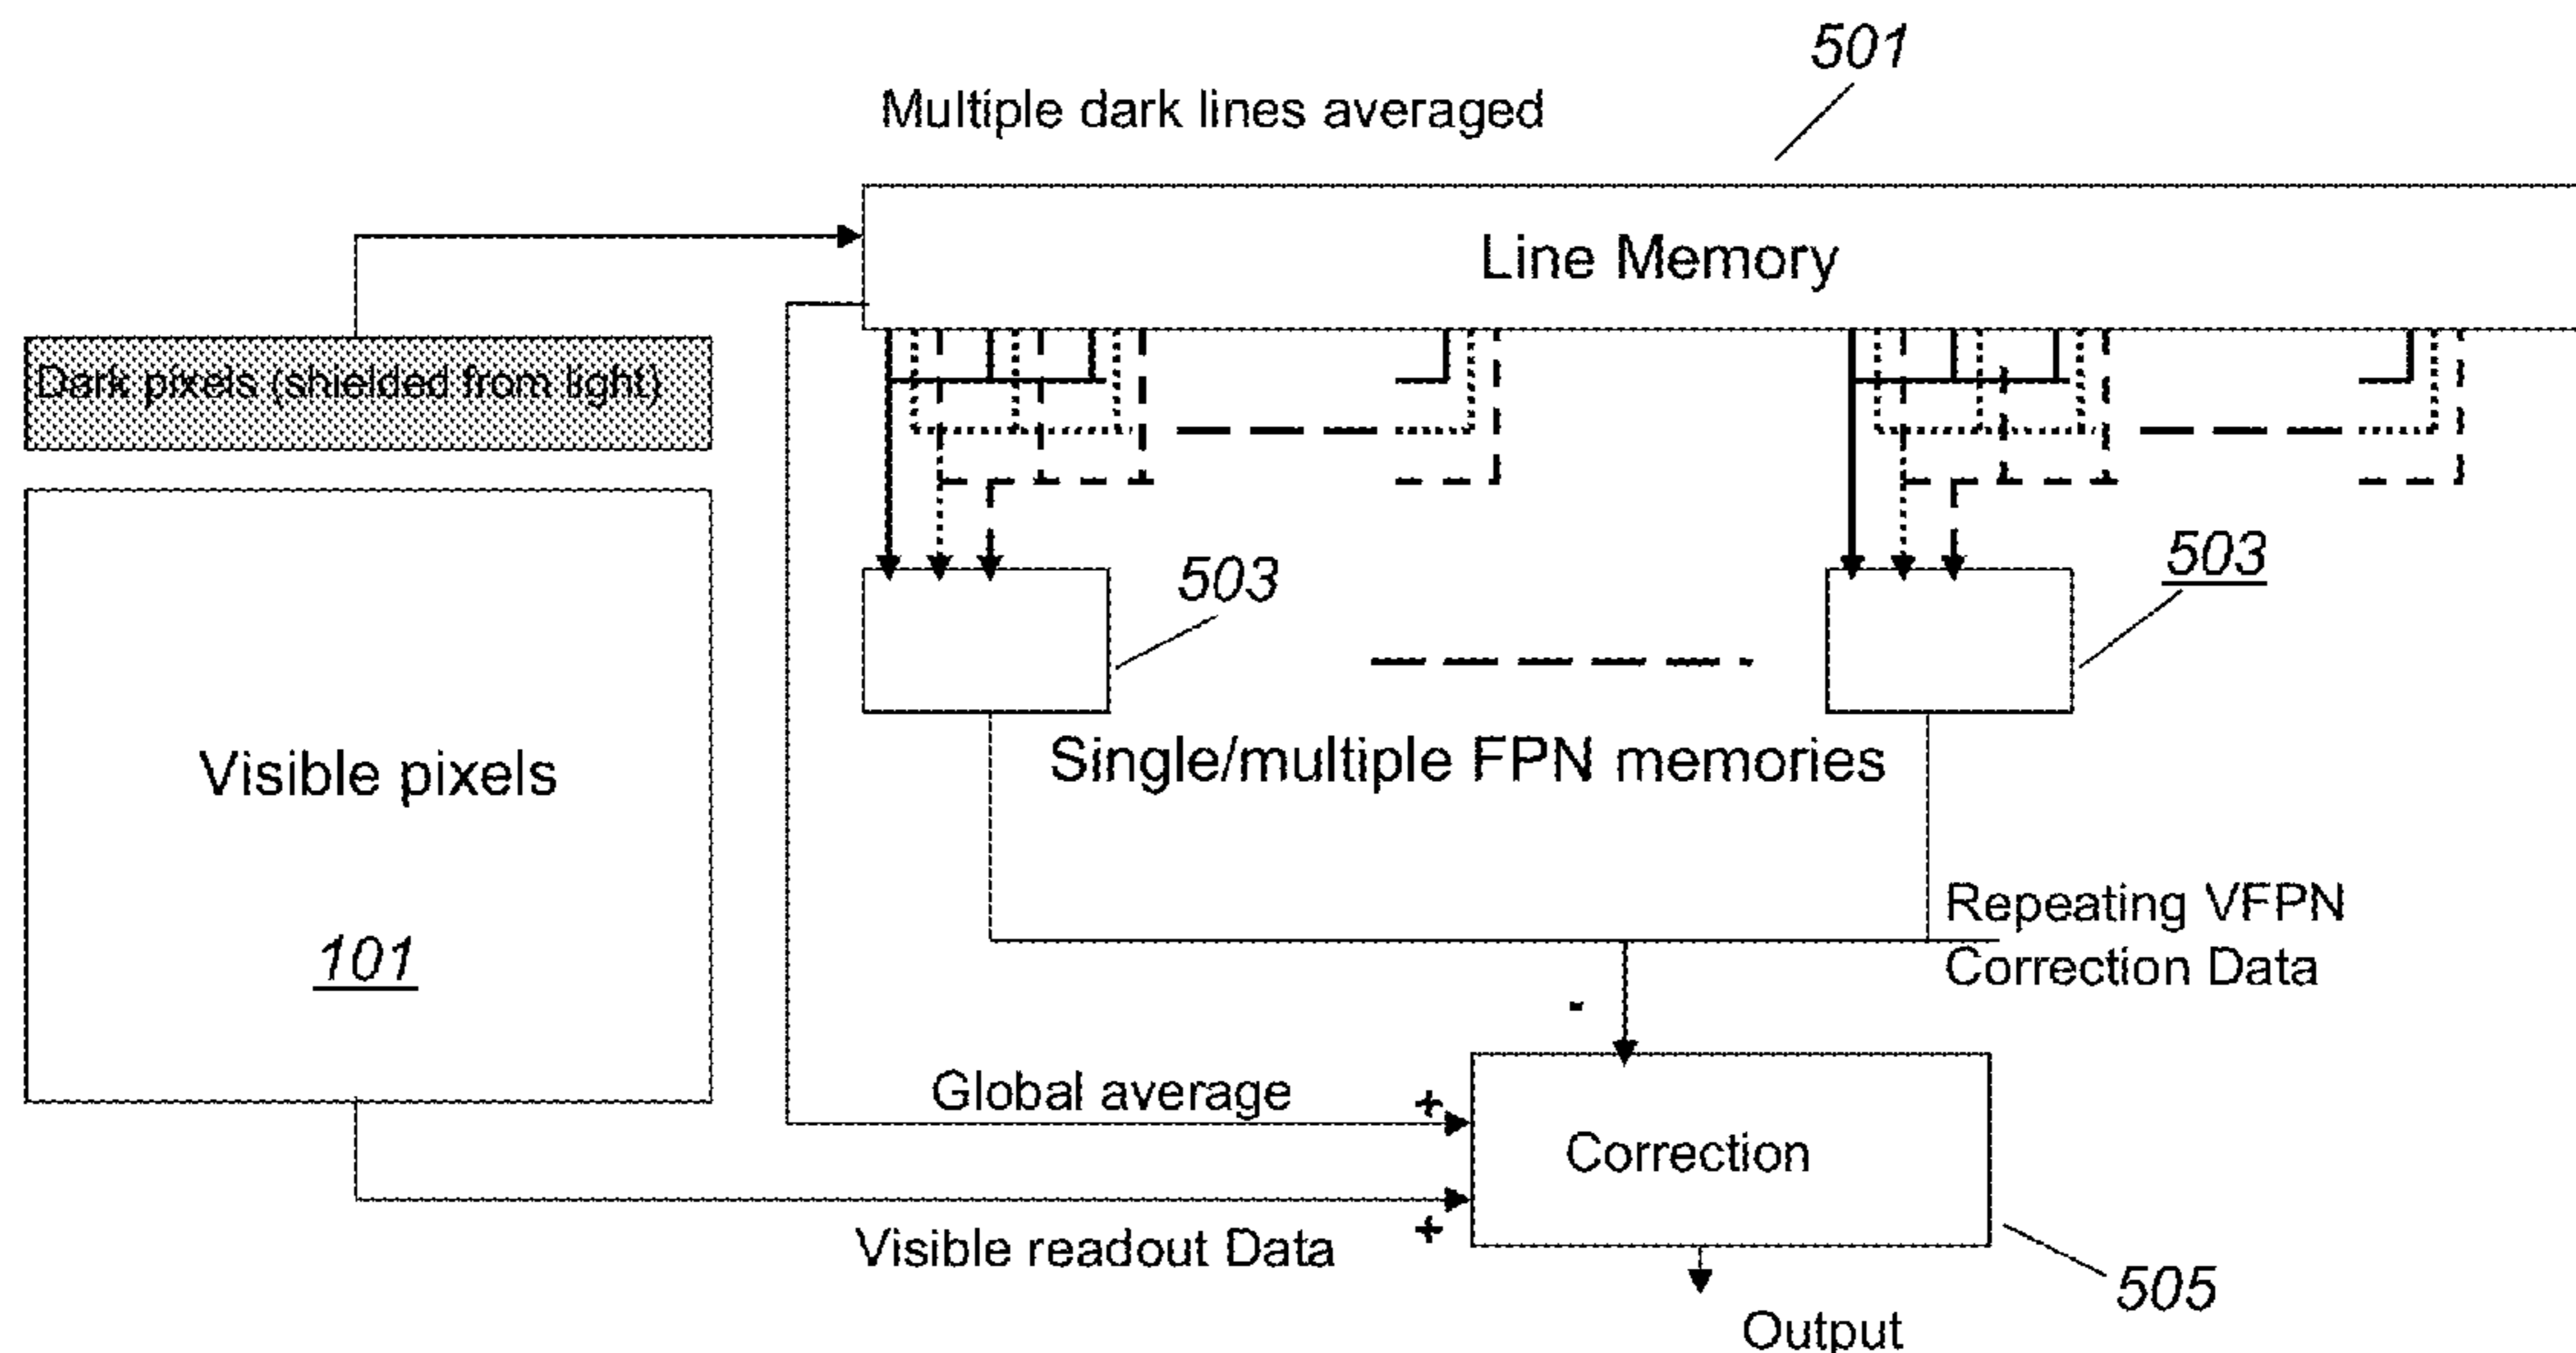 501
Multiple dark lines averaged
Line Memory
Dark pixels (shielded from light)
503
503
Visible pixels
Single/multiple FPN memories
101
Repeating VFPN
Correction Data
-
Global average
+
Correction
+
Visible readout Data
505
Output